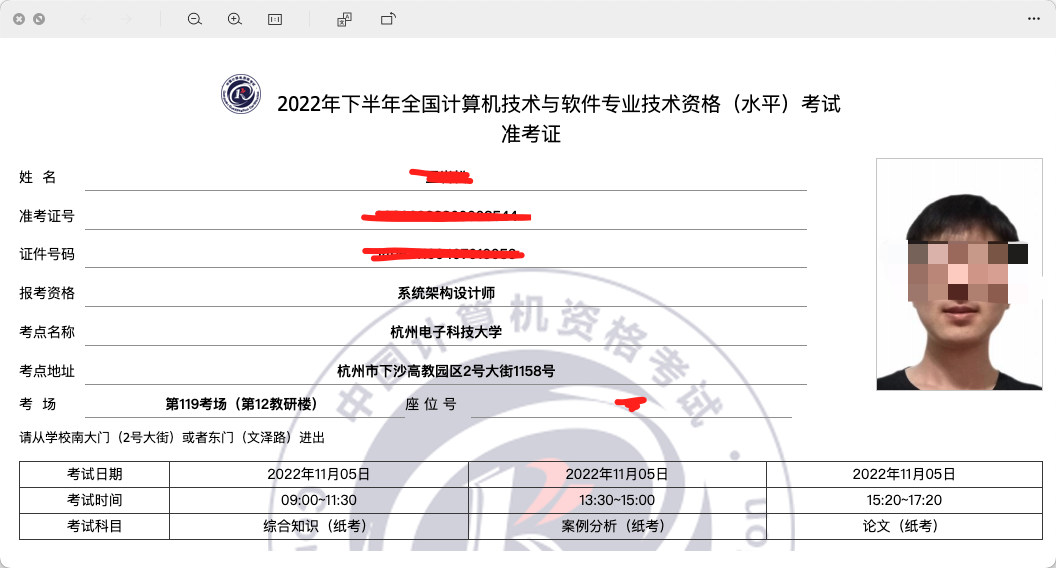 2022年下半年全国计算机技术与软件专业技术资格（水平）考试
准考证
姓 名
准考证号
证件号码
报考资格 系统架构设计师
考点名称 杭州电子科技大学
考点地址 杭州市下沙高教园区2号大街1158号
考 场 第119考场（第12教研楼） 座 位 号
请从学校南大门（2号大街）或者东门（文泽路）进出
考试日期 2022年11月05日 2022年11月05日 2022年11月05日
考试时间 09:00~11:30 13:30~15:00 15:20~17:20
考试科目 综合知识（纸考） 案例分析（纸考） 论文（纸考）
中国计算机资格考试